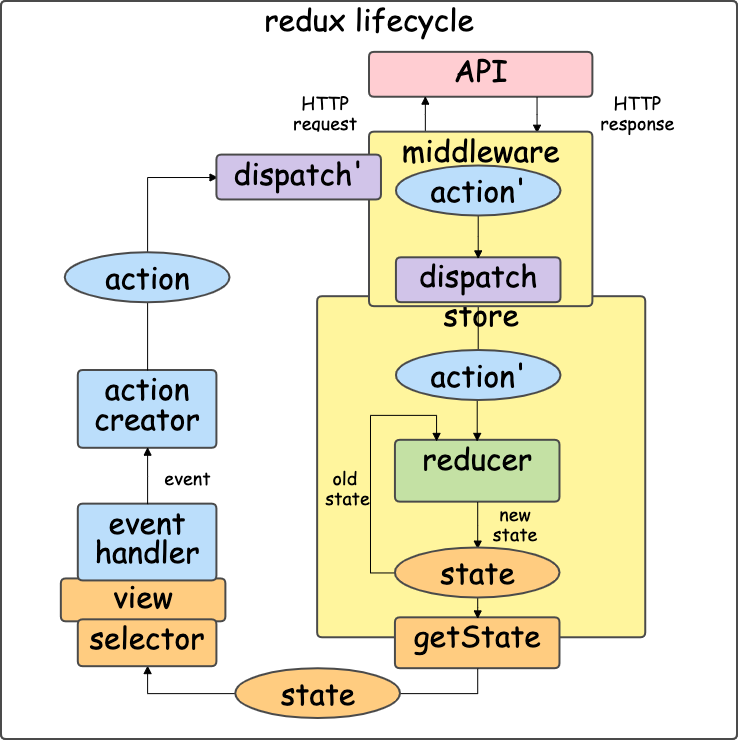 redux lifecycle
API
HTTP
request
HTTP
response
middleware
dispatch'
action'
action
dispatch
store
action'
action
creator
reducer
old
state
event
new
state
event
handler
state
view
selector
getState
state